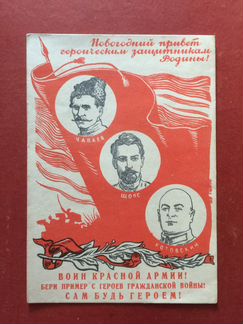 Новогодний привет
героическим защитникам
Родины!
ЧАПАЕВ
ЩОРС
КОТОВСКИЙ
ВОИН КРАСНОЙ АРМИИ!
БЕРИ ПРИМЕР С ГЕРОЕВ ГРАЖДАНСКОЙ ВОЙНЫ!
САМ БУДЬ ГЕРОЕМ!